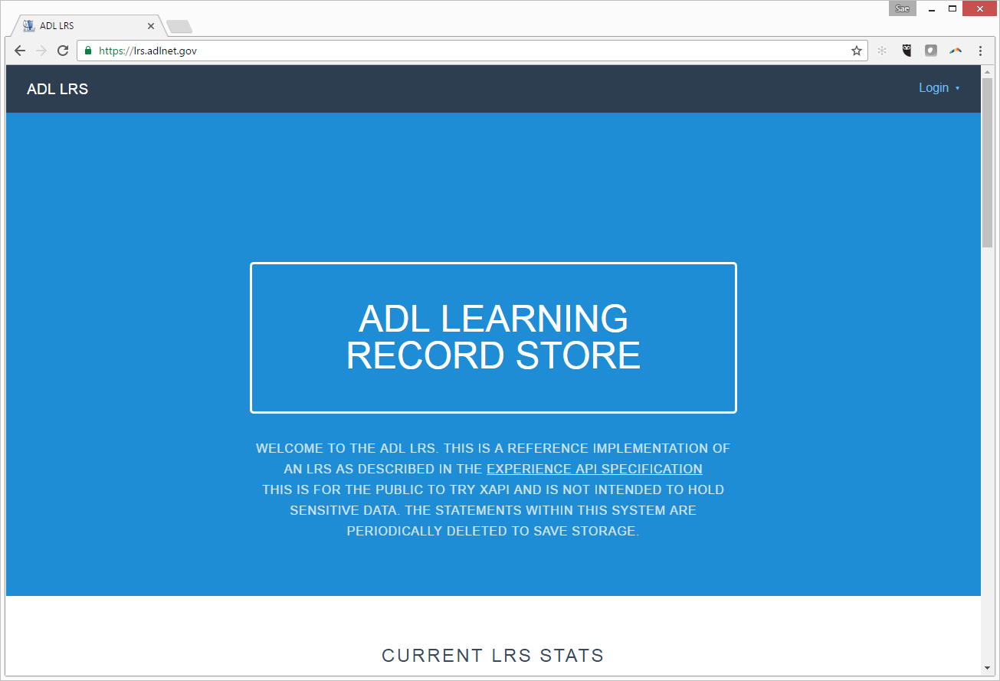 Sae
ADL LRS
https://lrs.adlnet.gov
ADL LRS
Login
ADL LEARNING
RECORD STORE
WELCOME TO THE ADL LRS. THIS IS A REFERENCE IMPLEMENTATION OF
AN LRS AS DESCRIBED IN THE EXPERIENCE API SPECIFICATION
THIS IS FOR THE PUBLIC TO TRY XAPI AND IS NOT INTENDED TO HOLD
SENSITIVE DATA. THE STATEMENTS WITHIN THIS SYSTEM ARE
PERIODICALLY DELETED TO SAVE STORAGE.
CURRENT LRS STATS